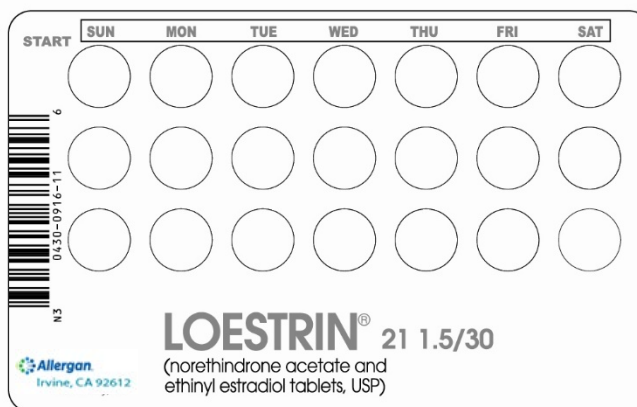 START SUN MON TUE WED THU FRI SAT
6
0430-0916-11
N3
LOESTRIN® 21 1.5/30
(norethindrone acetate and
ethinyl estradiol tablets, USP)
Allergan
Irvine, CA 92612